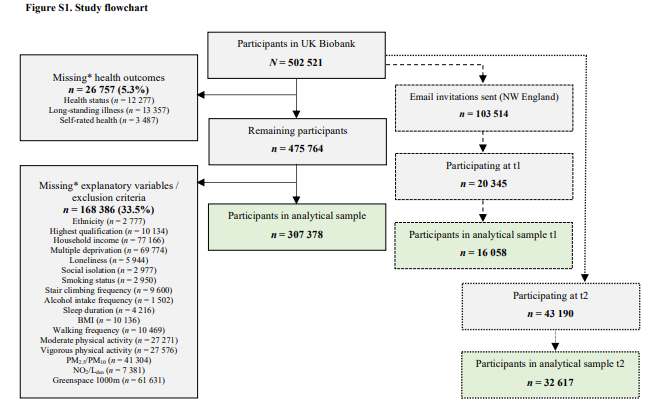 Figure S1. Study flowchart
Participants in UK Biobank
N = 502 521
Missing* health outcomes
n = 26 757 (5.3%)
Health status (n = 12 277)
Long-standing illness (n = 13 357)
Self-rated health (n = 3 487)
Email invitations sent (NW England)
n = 103 514
Remaining participants
n = 475 764
Participating at t1
n = 20 345
Missing* explanatory variables /
exclusion criteria
n = 168 386 (33.5%)
Ethnicity (n = 2 777)
Highest qualification (n = 10 134)
Household income (n = 77 166)
Multiple deprivation (n = 69 774)
Loneliness (n = 5 944)
Social isolation (n = 2 977)
Smoking status (n = 2 950)
Stair climbing frequency (n = 9 600)
Alcohol intake frequency (n = 1 502)
Sleep duration (n = 4 216)
BMI (n = 10 136)
Walking frequency (n = 10 469)
Moderate physical activity (n = 27 271)
Vigorous physical activity (n = 27 576)
PM2.5/PM10 (n = 41 304)
NO2/Lden (n = 7 381)
Greenspace 1000m (n = 61 631)
Participants in analytical sample
n = 307 378
Participants in analytical sample t1
n = 16 058
Participating at t2
n = 43 190
Participants in analytical sample t2
n = 32 617